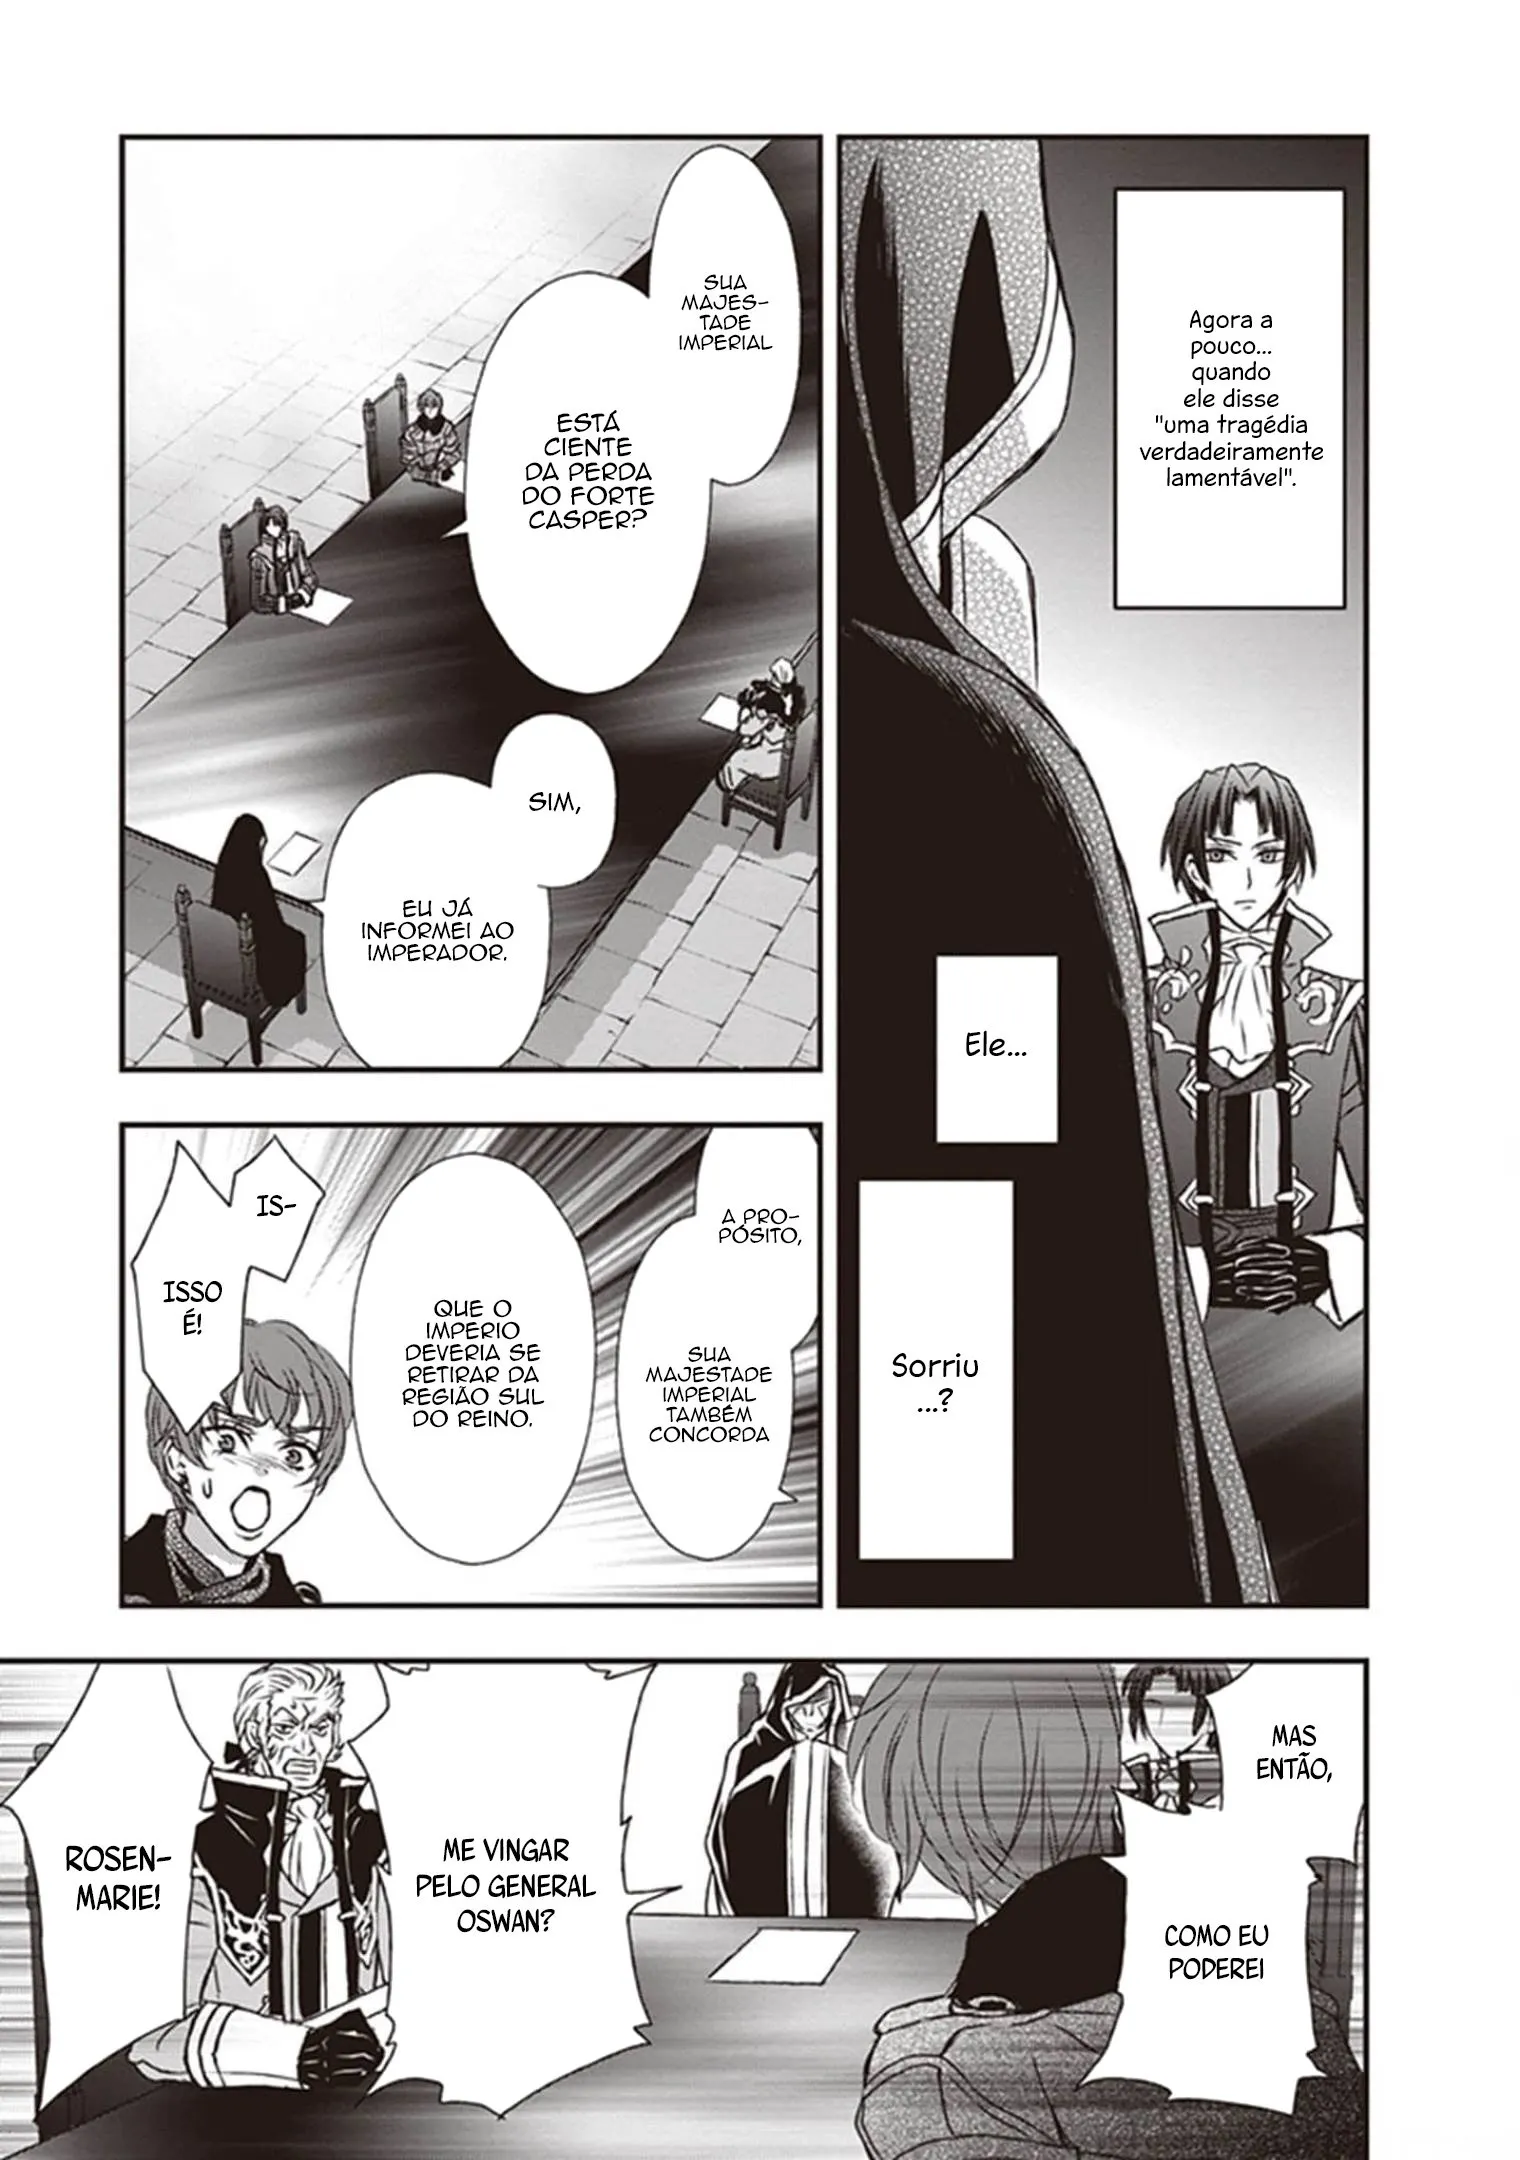 Agora a
pouco...
quando
ele disse
"uma tragédia
verdadeiramente
lamentável".
Ele...
Sorriu
...?
SUA
MAJES-
TADE
IMPERIAL
ESTÁ
CIENTE
DA PERDA
DO FORTE
CASPER?
SIM,
EU JÁ
INFORMEI AO
IMPERADOR.
A PRO-
PÓSITO,
SUA
MAJESTADE
IMPERIAL
TAMBÉM
CONCORDA
QUE O
IMPÉRIO
DEVERIA SE
RETIRAR DA
REGIÃO SUL
DO REINO.
IS-
ISSO
É!
MAS
ENTÃO,
COMO EU
PODEREI
ME VINGAR
PELO GENERAL
OSWAN?
ROSEN-
MARIE!